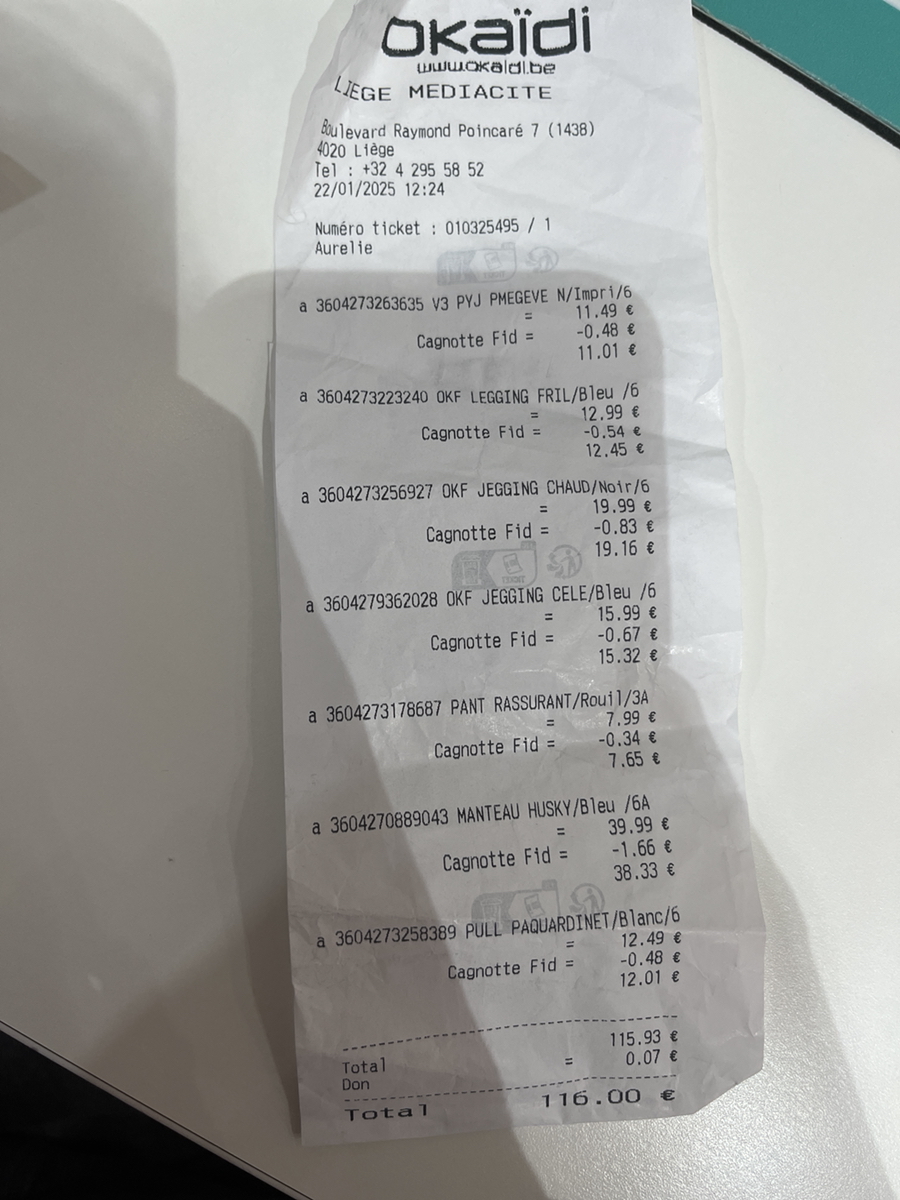 okaïdi
www.okaidi.be
LIEGE MEDIACITE
Boulevard Raymond Poincaré 7 (1438)
4020 Liège
Tel : +32 4 295 58 52
22/01/2025 12:24
Numéro ticket : 010325495 / 1
Aurelie
a 3604273263635 V3 PYJ PMEGEVE N/Impri/6
= 11.49 €
Cagnotte Fid = -0.48 €
11.01 €
a 3604273223240 OKF LEGGING FRIL/Bleu /6
= 12.99 €
Cagnotte Fid = -0.54 €
12.45 €
a 3604273256927 OKF JEGGING CHAUD/Noir/6
= 19.99 €
Cagnotte Fid = -0.83 €
19.16 €
a 3604279362028 OKF JEGGING CELE/Bleu /6
= 15.99 €
Cagnotte Fid = -0.67 €
15.32 €
a 3604273178687 PANT RASSURANT/Rouil/3A
= 7.99 €
Cagnotte Fid = -0.34 €
7.65 €
a 3604270889043 MANTEAU HUSKY/Bleu /6A
= 39.99 €
Cagnotte Fid = -1.66 €
38.33 €
a 3604273258389 PULL PAQUARDINET/Blanc/6
= 12.49 €
Cagnotte Fid = -0.48 €
12.01 €
Total 115.93 €
Don = 0.07 €
Total 116.00 €